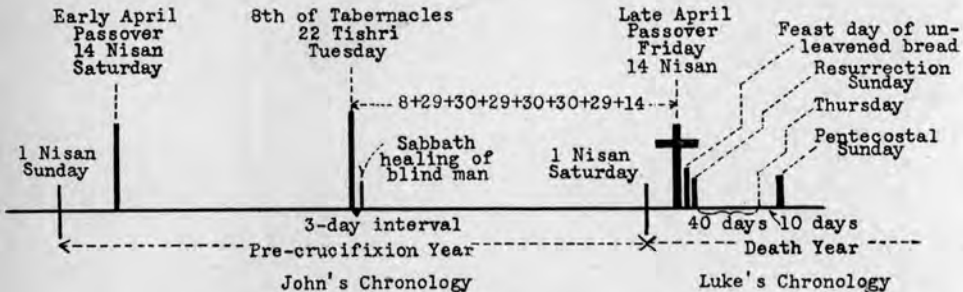 Early April
Passover
14 Nisan
Saturday
8th of Tabernacles
22 Tishri
Tuesday
Late April
Passover
Friday
14 Nisan
Feast day of un-
leavened bread
Resurrection
Sunday
Thursday
Pentecostal
Sunday
8+29+30+29+30+30+29+14
1 Nisan
Sunday
Sabbath
healing of
blind man
1 Nisan
Saturday
3-day interval
40 days
10 days
Pre-crucifixion Year
Death Year
John's Chronology
Luke's Chronology